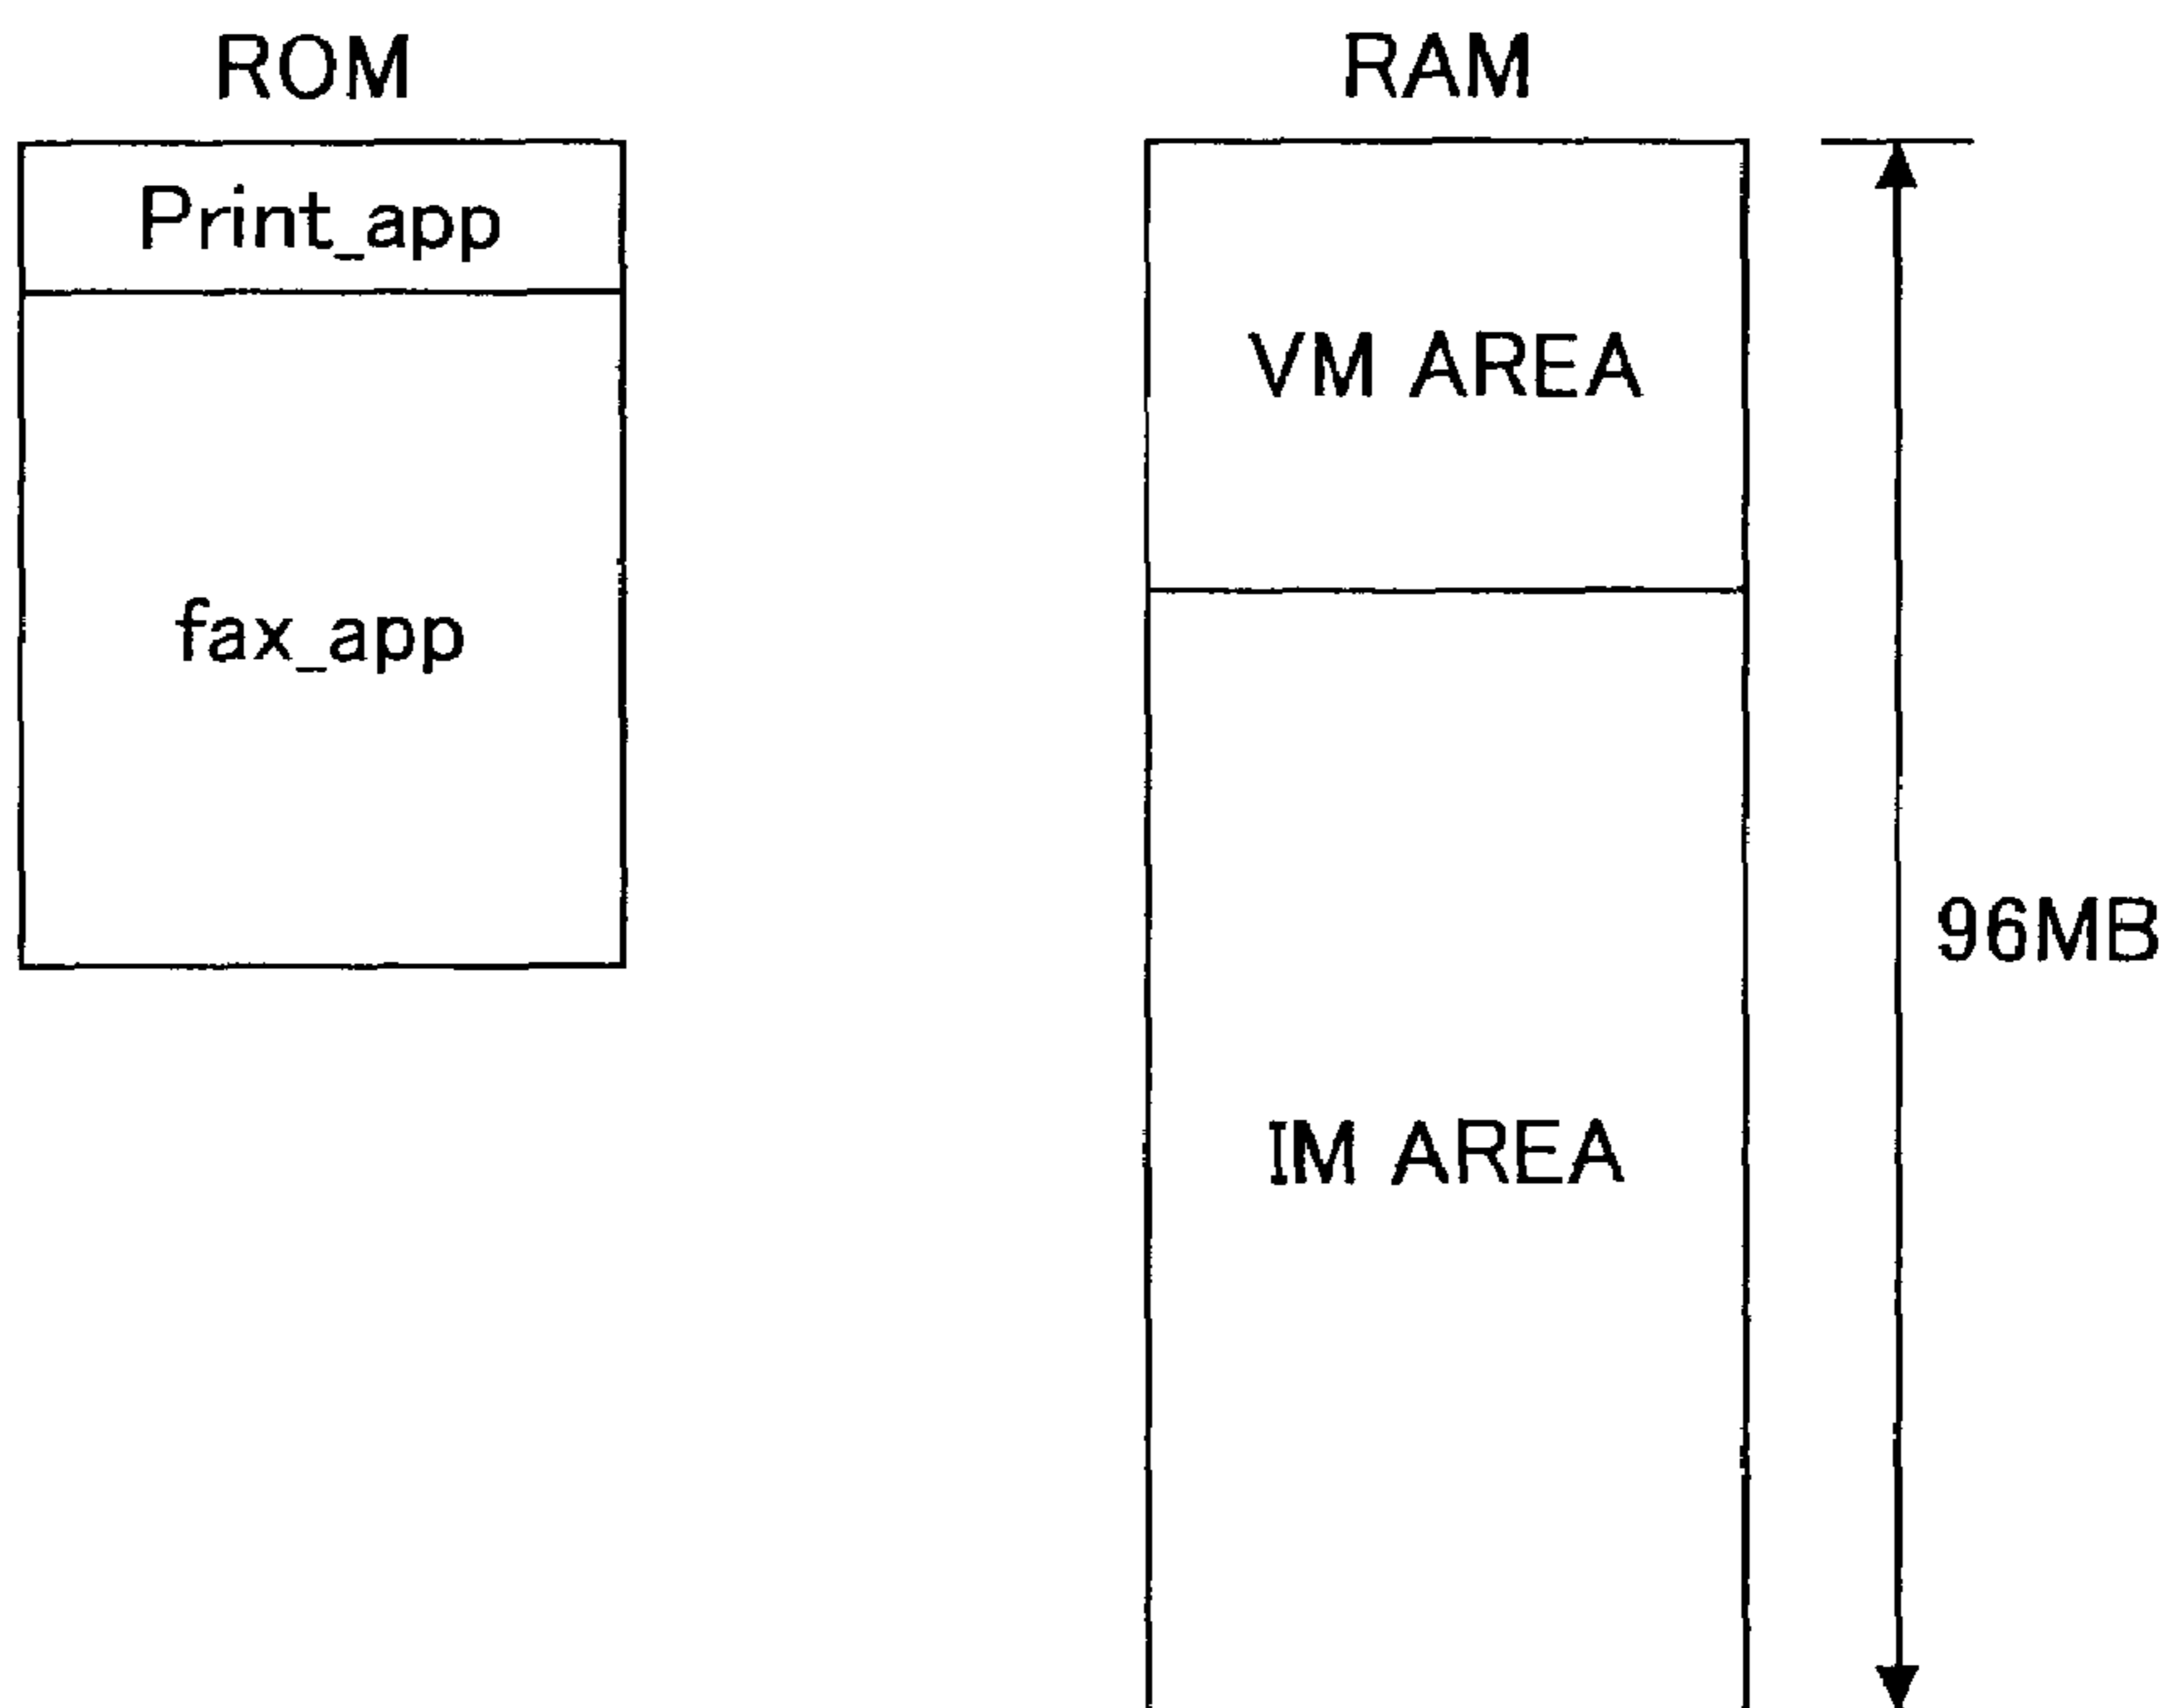 ROM
Print_app
fax_app
RAM
VM AREA
IM AREA
96MB